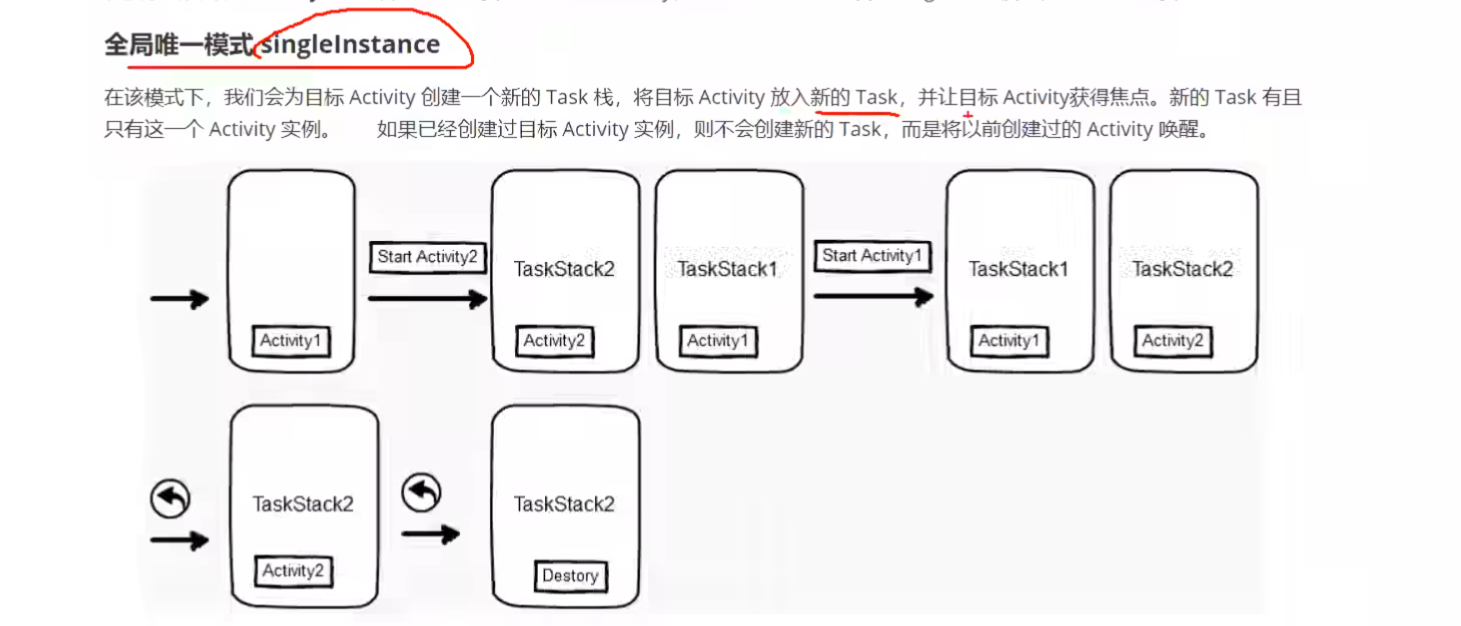 全局唯一模式 singleInstance
在该模式下，我们会为目标 Activity 创建一个新的 Task 栈，将目标 Activity 放入新的 Task，并让目标 Activity获得焦点。新的 Task 有且
只有这一个 Activity 实例。 如果已经创建过目标 Activity 实例，则不会创建新的 Task，而是将以前创建过的 Activity 唤醒。
Activity1
Start Activity2
TaskStack2
Activity2
TaskStack1
Activity1
Start Activity1
TaskStack1
Activity1
TaskStack2
Activity2
TaskStack2
Activity2
TaskStack2
Destory